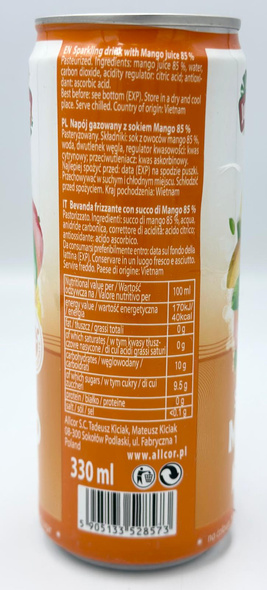 EN Sparkling drink with Mango juice 85 %
Pasteurized. Ingredients: mango juice 85 %, water,
carbon dioxide, acidity regulator: citric acid; antioxi-
dant: ascorbic acid.
Best before: see bottom (EXP). Store in a dry and cool
place. Serve chilled. Country of origin: Vietnam
PL Napój gazowany z sokiem Mango 85 %
Pasteryzowany. Składniki: sok z owoców mango 85 %,
woda, dwutlenek węgla, regulator kwasowości: kwas
cytrynowy; przeciwutleniacz: kwas askorbinowy.
Najlepiej spożyć przed: data (EXP) na spodzie puszki.
Przechowywać w suchym i chłodnym miejscu. Schłodzić
przed spożyciem. Kraj pochodzenia: Wietnam
IT Bevanda frizzante con succo di Mango 85 %
Pastorizzato. Ingredienti: succo di mango 85 %, acqua,
anidride carbonica, correttore di acidità: acido citrico;
antiossidante: acido ascorbico.
Da consumarsi preferibilmente entro: data sul fondo della
lattina (EXP). Conservare in un luogo fresco e asciutto.
Servire freddo. Paese di origine: Vietnam
Nutritional value per / Wartość
odżywcza na / Valore nutritivo per 100 ml
energy value / wartość energetyczna
/ energia 170kJ/
40kcal
fat / tłuszcz / grassi totali 0 g
of which saturates / w tym kwasy tłusz-
czowe nasycone / di cui acidi grassi saturi 0 g
carbohydrates / węglowodany /
carboidrati 10 g
of which sugars / w tym cukry / di cui
zuccheri 9.5 g
protein / białko / proteine 0 g
salt / sól / sel <0.1 g
Allcor S.C. Tadeusz Kiciak, Mateusz Kiciak
08-300 Sokołów Podlaski, ul. Fabryczna 1
Poland
www.allcor.pl
330 ml
5 905133 528573